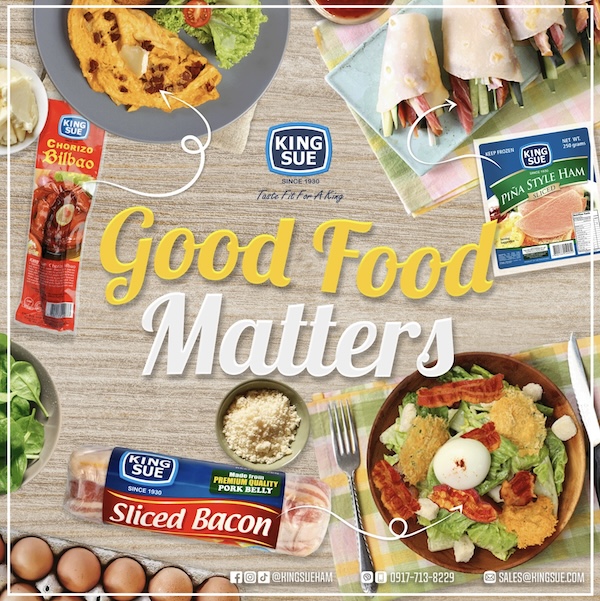 KING
SUE
CHORIZO
Bilbao
KING
SUE
SINCE 1930
Taste Fit For A King
KEEP FROZEN
KING
SUE
NET WT.
250 grams
PIÑA STYLE HAM
SLICED
Good Food
Matters
KING
SUE
SINCE 1930
Made from
PREMIUM QUALITY
PORK BELLY
Sliced Bacon
@KINGSUEHAM
0917-713-8229
SALES@KINGSUE.COM